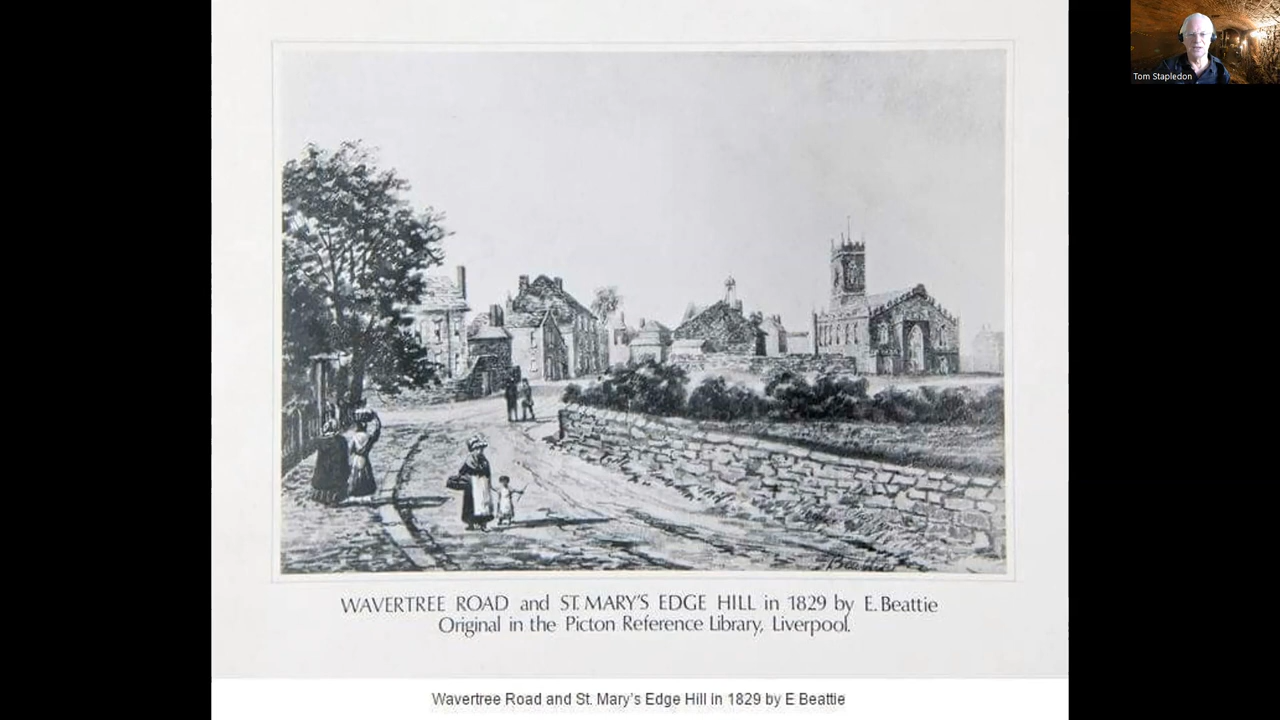 Tom Stapledon
Beattie
WAVERTREE ROAD and ST. MARY'S EDGE HILL in 1829 by E. Beattie
Original in the Picton Reference Library, Liverpool.
Wavertree Road and St. Mary's Edge Hill in 1829 by E Beattie